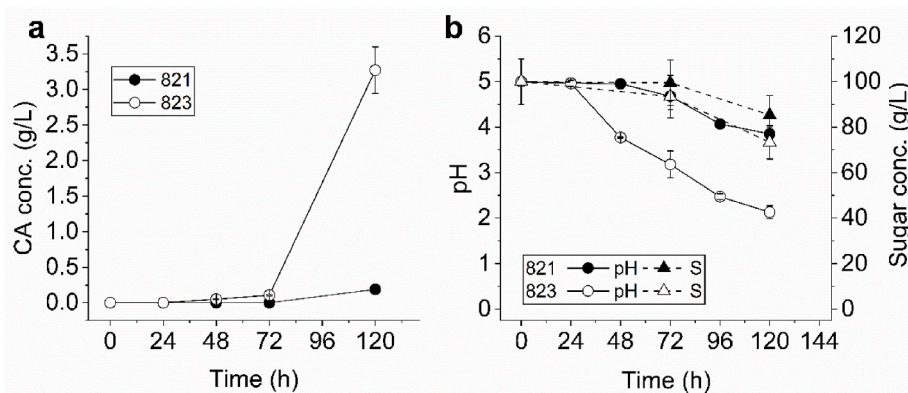 a
821
823
CA conc. (g/L)
3.5
3.0
2.5
2.0
1.5
1.0
0.5
0.0
0 24 48 72 96 120
Time (h)
b
pH
6
5
4
3
2
1
0
821 pH S
823 pH S
0 24 48 72 96 120 144
Time (h)
120
100
80
60
40
20
0
Sugar conc. (g/L)